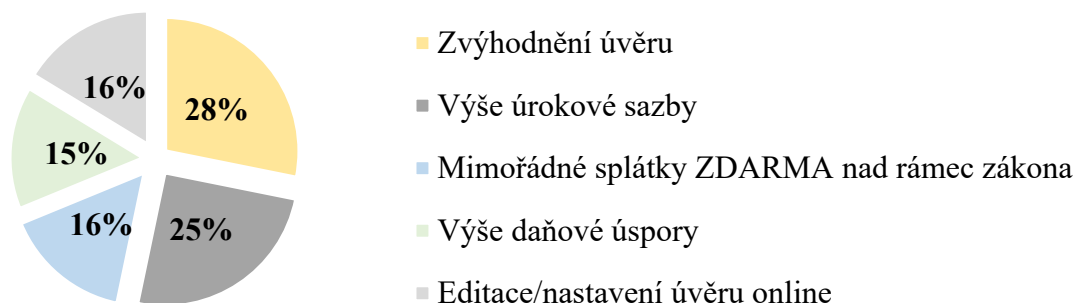 16%
28%
15%
16%
25%
Zvýhodnění úvěru
Výše úrokové sazby
Mimořádné splátky ZDARMA nad rámec zákona
Výše daňové úspory
Editace/nastavení úvěru online